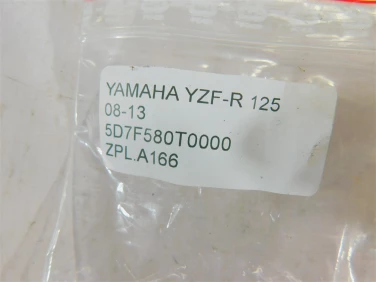 YAMAHA YZF-R 125
08-13
5D7F580T0000
ZPL.A166